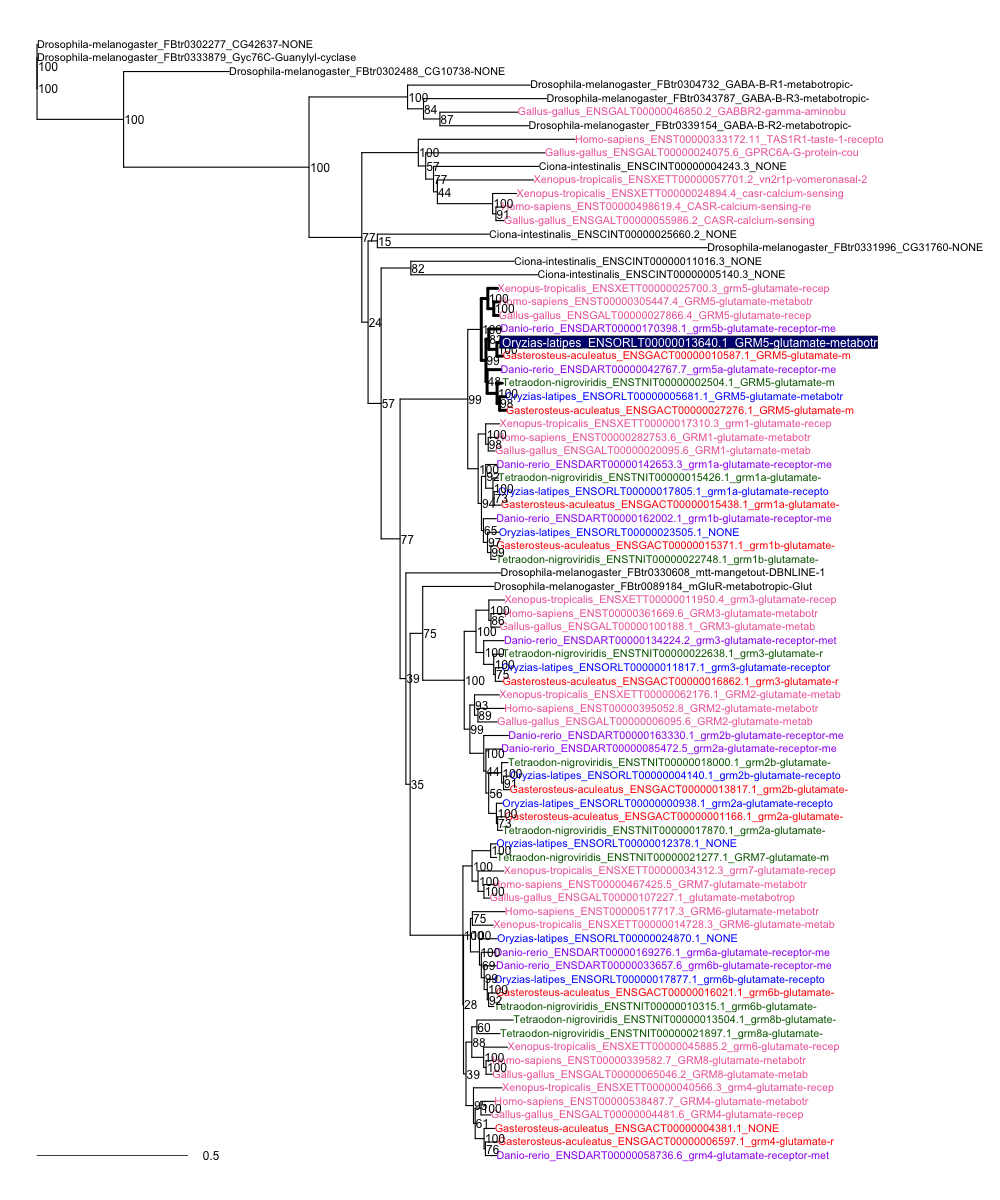 Drosophila-melanogaster_FBtr0302277_CG42637-NONE
Drosophila-melanogaster_FBtr0333879_Gyc76C-Guanylyl-cyclase
100
Drosophila-melanogaster_FBtr0302488_CG10738-NONE
Drosophila-melanogaster_FBtr0304732_GABA-B-R1-metabotropic-
100
100 Drosophila-melanogaster_FBtr0343787_GABA-B-R3-metabotropic-
84 Gallus-gallus_ENSGALT00000046850.2_GABBR2-gamma-aminobu
100 87
Drosophila-melanogaster_FBtr0339154_GABA-B-R2-metabotropic-
Homo-sapiens_ENST00000333172.11_TAS1R1-taste-1-recepto
100 Gallus-gallus_ENSGALT00000024075.6_GPRC6A-G-protein-cou
100 57 Ciona-intestinalis_ENSCINT00000004243.3_NONE
77 Xenopus-tropicalis_ENSXETT00000057701.2_vn2r1p-vomeronasal-2
44 Xenopus-tropicalis_ENSXETT00000024894.4_casr-calcium-sensing
100 Homo-sapiens_ENST00000498619.4_CASR-calcium-sensing-re
91 Gallus-gallus_ENSGALT00000055986.2_CASR-calcium-sensing
77 Ciona-intestinalis_ENSCINT00000025660.2_NONE
15 Drosophila-melanogaster_FBtr0331996_CG31760-NONE
Ciona-intestinalis_ENSCINT00000011016.3_NONE
82
Ciona-intestinalis_ENSCINT00000005140.3_NONE
Xenopus-tropicalis_ENSXETT00000025700.3_grm5-glutamate-recep
100 Homo-sapiens_ENST00000305447.4_GRM5-glutamate-metabotr
100 Gallus-gallus_ENSGALT00000027866.4_GRM5-glutamate-recep
24 100 Danio-rerio_ENSDART00000170398.1_grm5b-glutamate-receptor-me
Oryzias-latipes_ENSORLT00000013640.1_GRM5-glutamate-metabotr
100 Gasterosteus-aculeatus_ENSGACT00000010587.1_GRM5-glutamate-m
99 Danio-rerio_ENSDART00000042767.7_grm5a-glutamate-receptor-me
48 Tetraodon-nigroviridis_ENSTNIT00000002504.1_GRM5-glutamate-m
57 99 100 Oryzias-latipes_ENSORLT00000005681.1_GRM5-glutamate-metabotr
98 Gasterosteus-aculeatus_ENSGACT00000027276.1_GRM5-glutamate-m
Xenopus-tropicalis_ENSXETT00000017310.3_grm1-glutamate-recep
100 Homo-sapiens_ENST00000282753.6_GRM1-glutamate-metabotr
98 Gallus-gallus_ENSGALT00000020095.6_GRM1-glutamate-metab
100 Danio-rerio_ENSDART00000142653.3_grm1a-glutamate-receptor-me
92 Tetraodon-nigroviridis_ENSTNIT00000015426.1_grm1a-glutamate-
100 Oryzias-latipes_ENSORLT00000017805.1_grm1a-glutamate-recepto
94 73 Gasterosteus-aculeatus_ENSGACT00000015438.1_grm1a-glutamate-
Danio-rerio_ENSDART00000162002.1_grm1b-glutamate-receptor-me
65 Oryzias-latipes_ENSORLT00000023505.1_NONE
77 97 Gasterosteus-aculeatus_ENSGACT00000015371.1_grm1b-glutamate-
99 Tetraodon-nigroviridis_ENSTNIT00000022748.1_grm1b-glutamate-
Drosophila-melanogaster_FBtr0330608_mtt-mangetout-DBNLINE-1
Drosophila-melanogaster_FBtr0089184_mGluR-metabotropic-Glut
Xenopus-tropicalis_ENSXETT00000011950.4_grm3-glutamate-recep
100 Homo-sapiens_ENST00000361669.6_GRM3-glutamate-metabotr
75 100 86 Gallus-gallus_ENSGALT00000100188.1_GRM3-glutamate-metab
Danio-rerio_ENSDART00000134224.2_grm3-glutamate-receptor-met
100 Tetraodon-nigroviridis_ENSTNIT00000022638.1_grm3-glutamate-r
100 Oryzias-latipes_ENSORLT00000011817.1_grm3-glutamate-receptor
39 100 75 Gasterosteus-aculeatus_ENSGACT00000016862.1_grm3-glutamate-r
Xenopus-tropicalis_ENSXETT00000062176.1_GRM2-glutamate-metab
93 Homo-sapiens_ENST00000395052.8_GRM2-glutamate-metabotr
99 89 Gallus-gallus_ENSGALT00000006095.6_GRM2-glutamate-metab
Danio-rerio_ENSDART00000163330.1_grm2b-glutamate-receptor-me
100 Danio-rerio_ENSDART00000085472.5_grm2a-glutamate-receptor-me
Tetraodon-nigroviridis_ENSTNIT00000018000.1_grm2b-glutamate-
44 100 Oryzias-latipes_ENSORLT00000004140.1_grm2b-glutamate-recepto
35 56 91 Gasterosteus-aculeatus_ENSGACT00000013817.1_grm2b-glutamate-
Oryzias-latipes_ENSORLT00000000938.1_grm2a-glutamate-recepto
100 Gasterosteus-aculeatus_ENSGACT00000001166.1_grm2a-glutamate-
73 Tetraodon-nigroviridis_ENSTNIT00000017870.1_grm2a-glutamate-
Oryzias-latipes_ENSORLT00000012378.1_NONE
100 Tetraodon-nigroviridis_ENSTNIT00000021277.1_GRM7-glutamate-m
100 Xenopus-tropicalis_ENSXETT00000034312.3_grm7-glutamate-recep
100 Homo-sapiens_ENST00000467425.5_GRM7-glutamate-metabotr
100 Gallus-gallus_ENSGALT00000107227.1_glutamate-metabotrop
Homo-sapiens_ENST00000517717.3_GRM6-glutamate-metabotr
75 Xenopus-tropicalis_ENSXETT00000014728.3_GRM6-glutamate-metab
100 100 Oryzias-latipes_ENSORLT00000024870.1_NONE
100 Danio-rerio_ENSDART00000169276.1_grm6a-glutamate-receptor-me
69 Danio-rerio_ENSDART00000033657.6_grm6b-glutamate-receptor-me
99 Oryzias-latipes_ENSORLT00000017877.1_grm6b-glutamate-recepto
28 100 Gasterosteus-aculeatus_ENSGACT00000016021.1_grm6b-glutamate-
92 Tetraodon-nigroviridis_ENSTNIT00000010315.1_grm6b-glutamate-
Tetraodon-nigroviridis_ENSTNIT00000013504.1_grm8b-glutamate-
60 Tetraodon-nigroviridis_ENSTNIT00000021897.1_grm8a-glutamate-
88 Xenopus-tropicalis_ENSXETT00000045885.2_grm6-glutamate-recep
100 Homo-sapiens_ENST00000339582.7_GRM8-glutamate-metabotr
39 100 Gallus-gallus_ENSGALT00000065046.2_GRM8-glutamate-metab
Xenopus-tropicalis_ENSXETT00000040566.3_grm4-glutamate-recep
Homo-sapiens_ENST00000538487.7_GRM4-glutamate-metabotr
100 Gallus-gallus_ENSGALT00000004481.6_GRM4-glutamate-recep
61 Gasterosteus-aculeatus_ENSGACT00000004381.1_NONE
100 Gasterosteus-aculeatus_ENSGACT00000006597.1_grm4-glutamate-r
76 Danio-rerio_ENSDART00000058736.6_grm4-glutamate-receptor-met
0.5